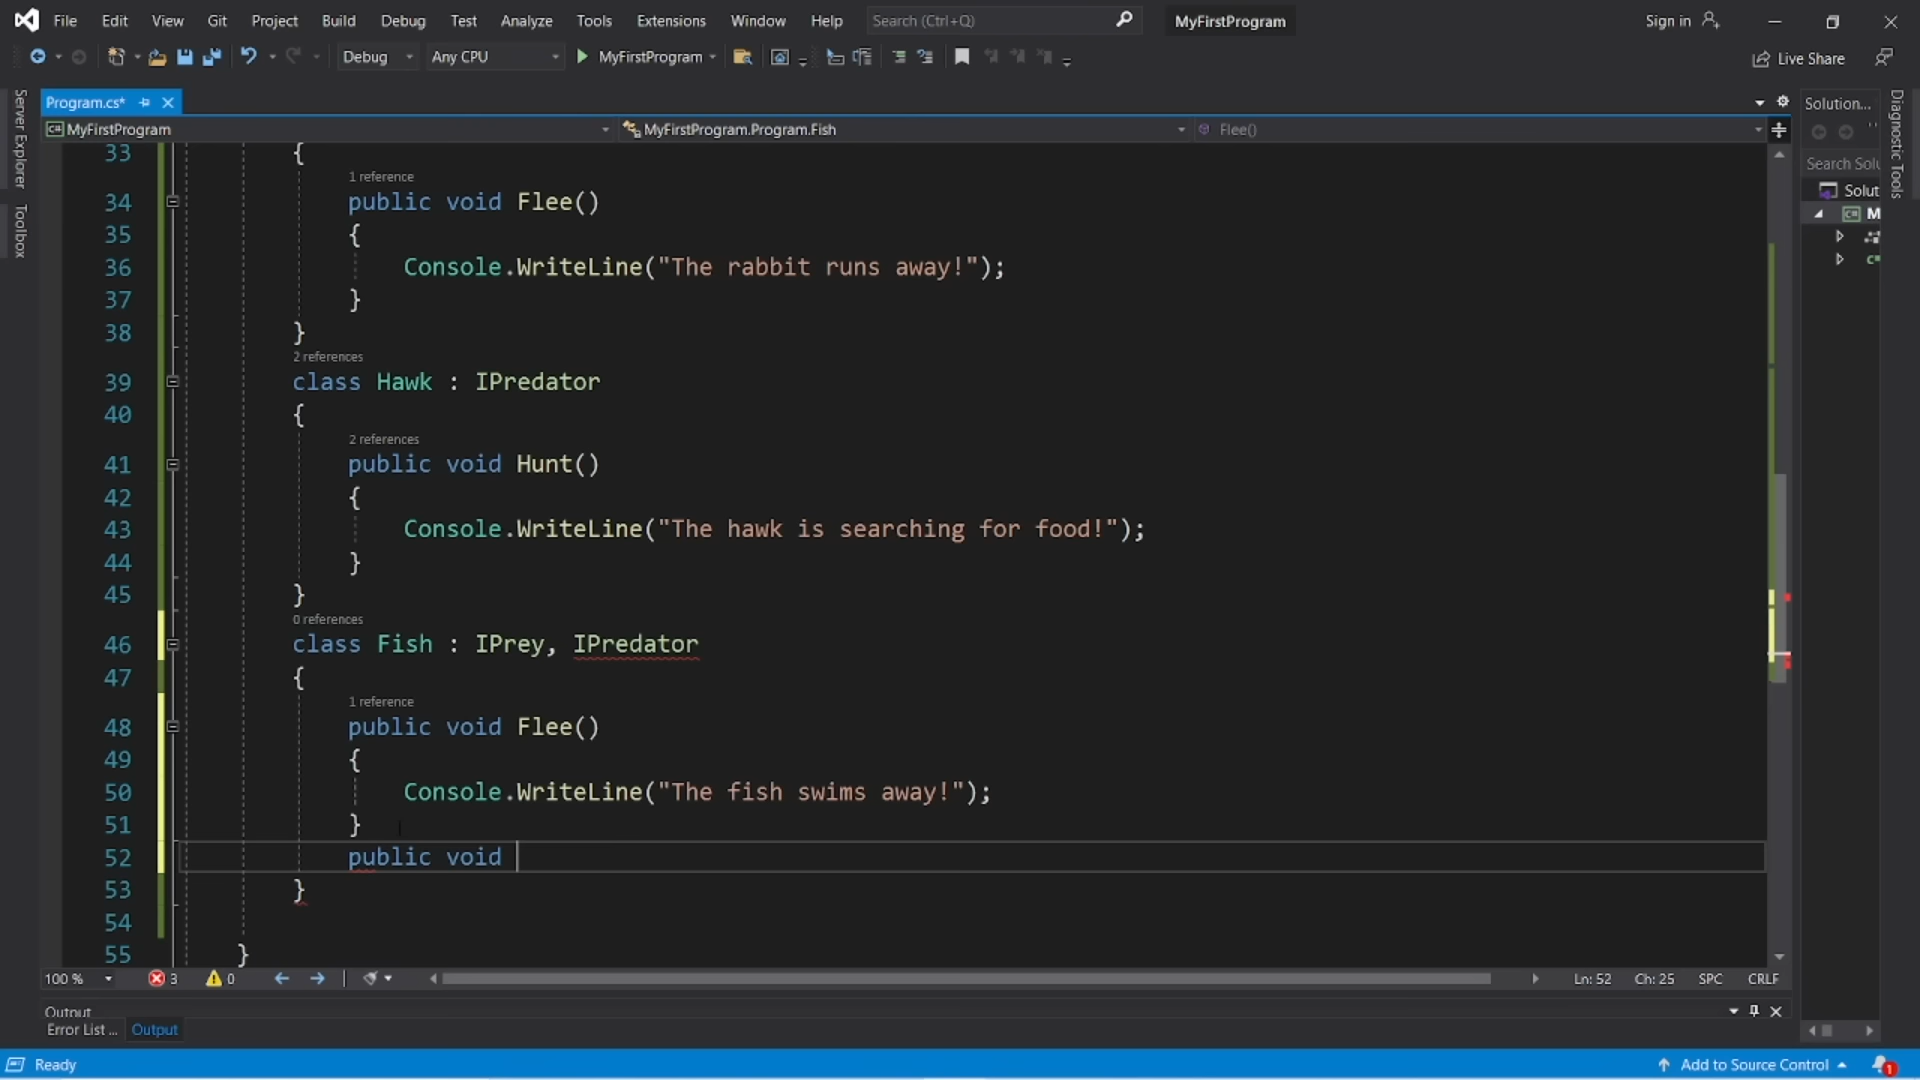 File Edit View Git Project Build Debug Test Analyze Tools Extensions Window Help Search (Ctrl+Q) MyFirstProgram Sign in
Debug Any CPU MyFirstProgram Live Share
Program.cs* Solution...
MyFirstProgram MyFirstProgram.Program.Fish Flee()
Server Explorer
Toolbox
Diagnostic Tools
Search Solu
Solut
M
33 {
1 reference
34 public void Flee()
35 {
36 Console.WriteLine("The rabbit runs away!");
37 }
38 }
2 references
39 class Hawk : IPredator
40 {
2 references
41 public void Hunt()
42 {
43 Console.WriteLine("The hawk is searching for food!");
44 }
45 }
0 references
46 class Fish : IPrey, IPredator
47 {
1 reference
48 public void Flee()
49 {
50 Console.WriteLine("The fish swims away!");
51 }
52 public void
53 }
54
55 }
100 % 3 0 Ln: 52 Ch: 25 SPC CRLF
Output
Error List ... Output
Ready Add to Source Control 1